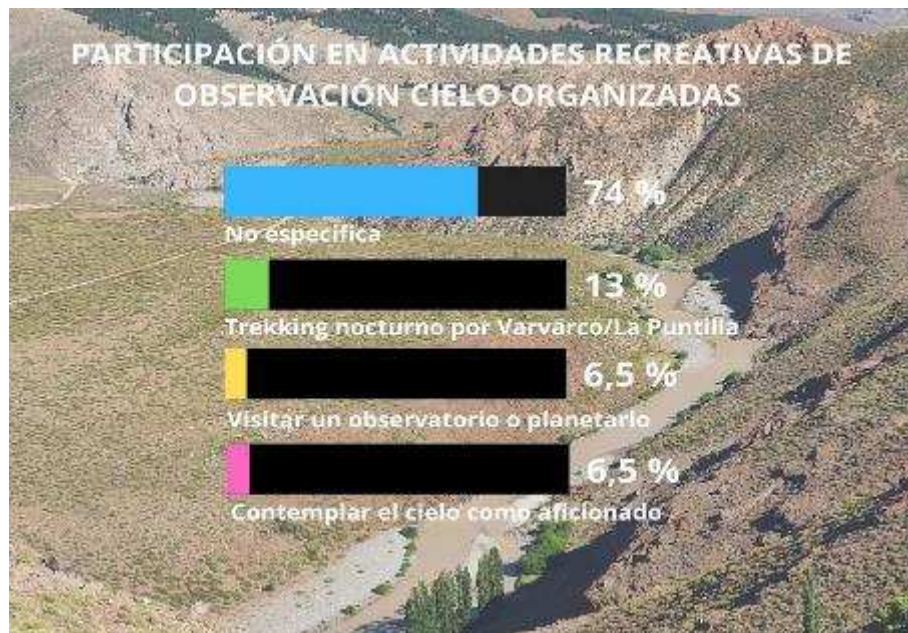 PARTICIPACIÓN EN ACTIVIDADES RECREATIVAS DE
OBSERVACIÓN CIELO ORGANIZADAS
74 %
No especifica
13 %
Trekking nocturno por Varvarco/La Puntilla
6,5 %
Visitar un observatorio o planetario
6,5 %
Contemplar el cielo como aficionado